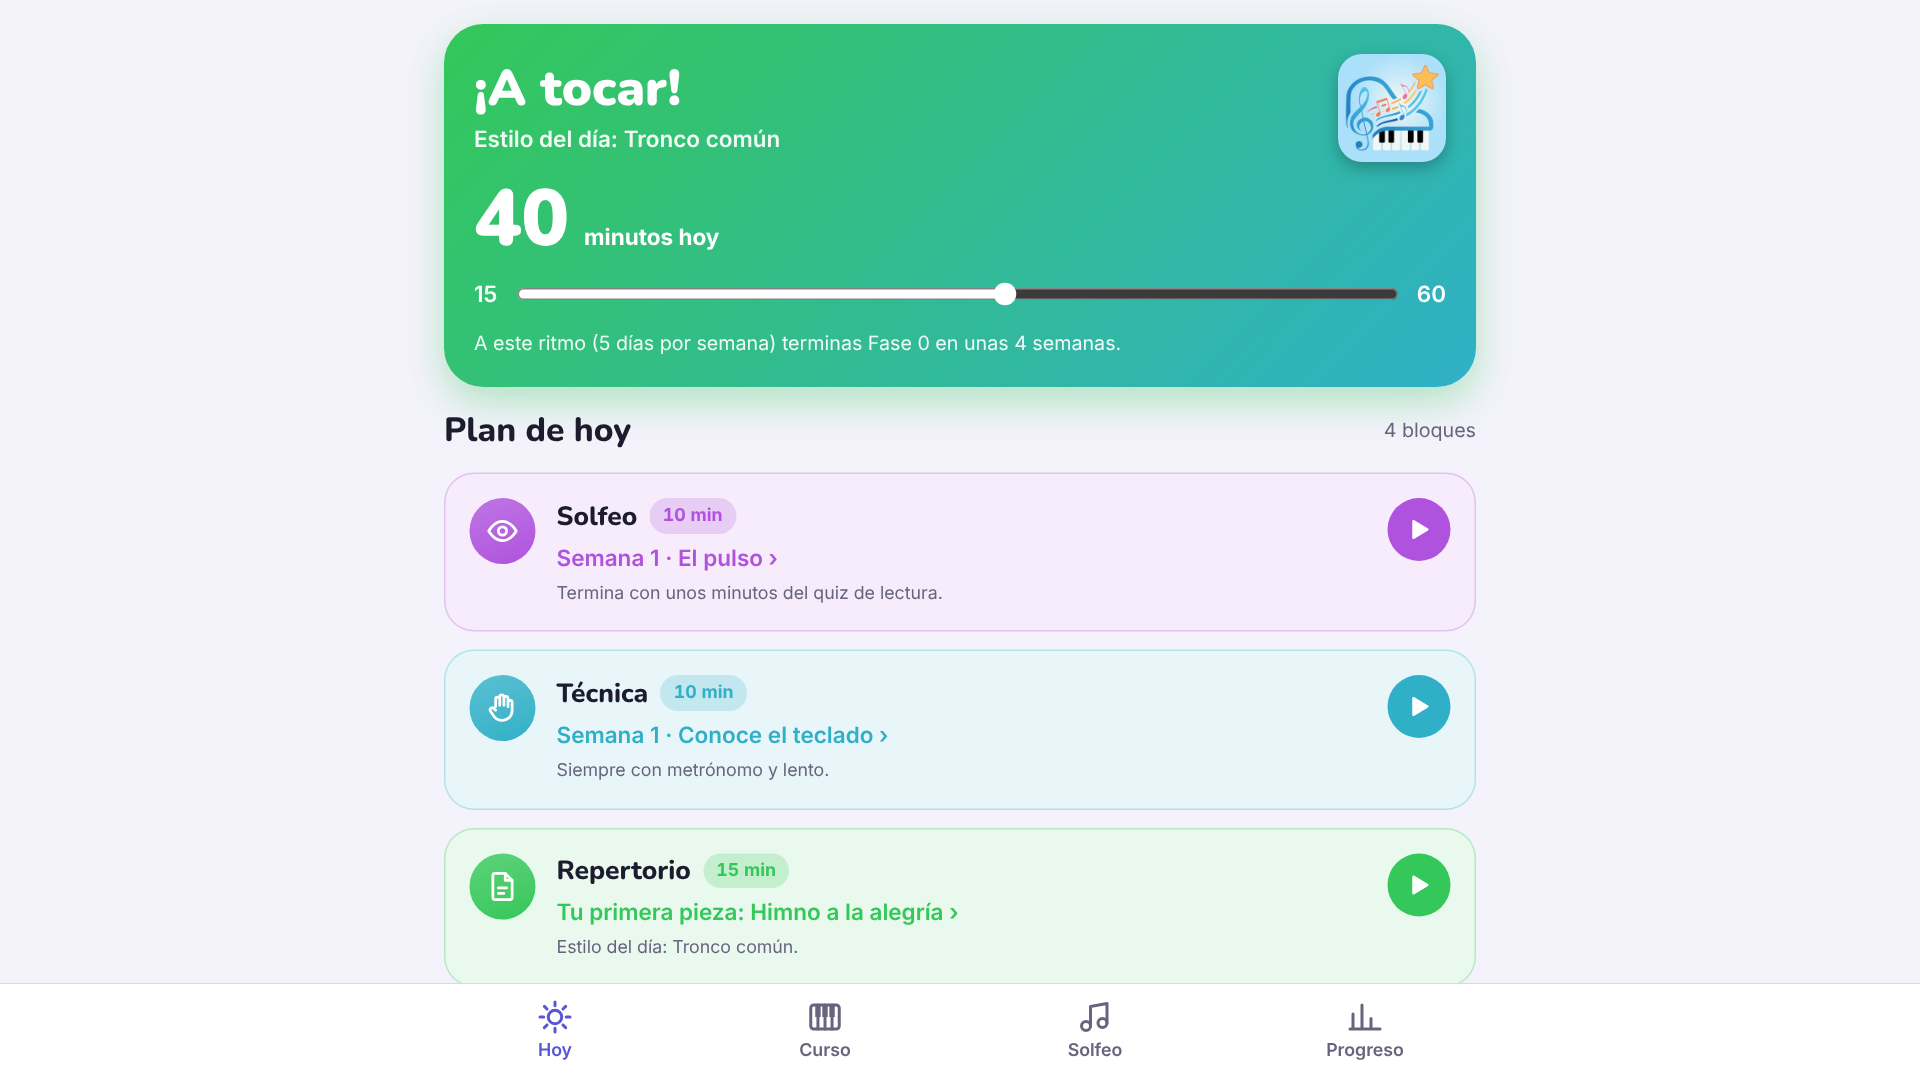 ¡A tocar!
Estilo del día: Tronco común
40 minutos hoy
15 60
A este ritmo (5 días por semana) terminas Fase 0 en unas 4 semanas.
Plan de hoy
4 bloques
Solfeo 10 min
Semana 1 · El pulso ›
Termina con unos minutos del quiz de lectura.
Técnica 10 min
Semana 1 · Conoce el teclado ›
Siempre con metrónomo y lento.
Repertorio 15 min
Tu primera pieza: Himno a la alegría ›
Estilo del día: Tronco común.
Hoy Curso Solfeo Progreso